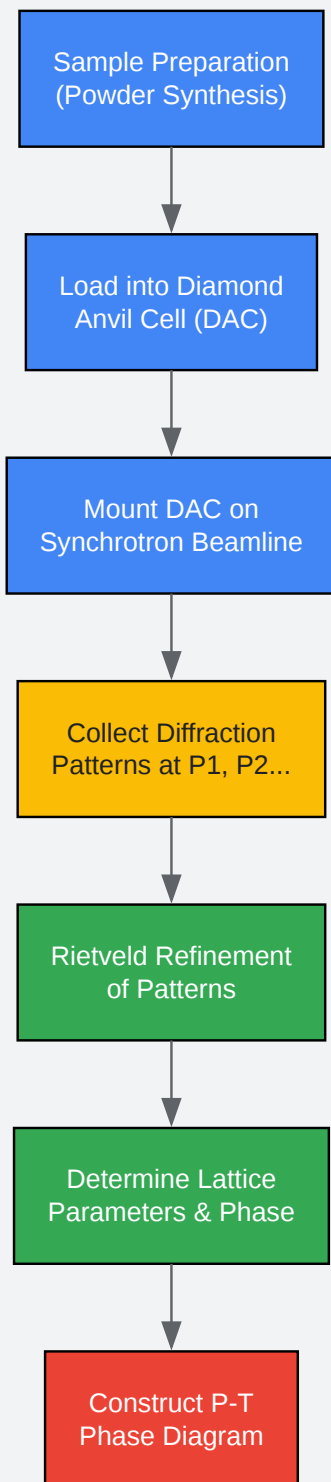 Sample Preparation
(Powder Synthesis)
Load into Diamond
Anvil Cell (DAC)
Mount DAC on
Synchrotron Beamline
Collect Diffraction
Patterns at P1, P2...
Rietveld Refinement
of Patterns
Determine Lattice
Parameters & Phase
Construct P-T
Phase Diagram